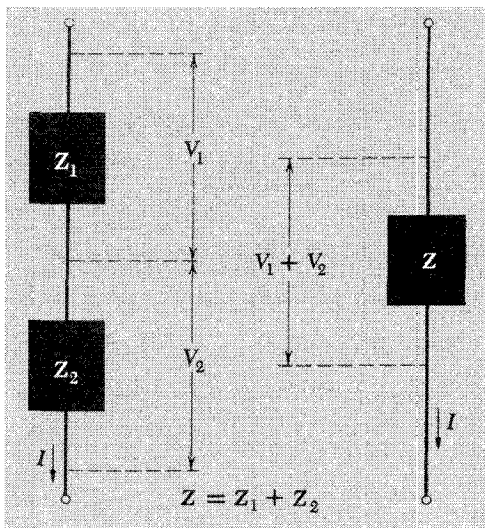 Z₁
V₁
Z₂
V₂
I
V₁ + V₂
Z
I
Z = Z₁ + Z₂